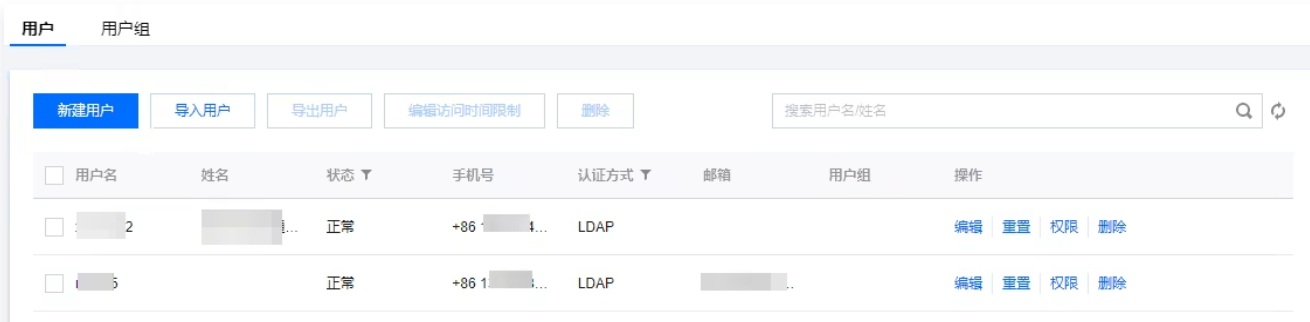 用户 用户组
新建用户 导入用户 导出用户 编辑访问时间限制 删除 搜索用户名/姓名
用户名 姓名 状态 手机号 认证方式 邮箱 用户组 操作
2 ... 正常 +86 4... LDAP 编辑 重置 权限 删除
5 正常 +86 1 ... LDAP .. 编辑 重置 权限 删除